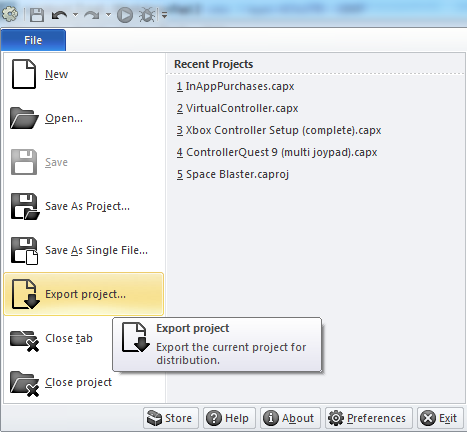 File
New
Open...
Save
Save As Project...
Save As Single File...
Export project...
Close tab
Close project
Recent Projects
1 InAppPurchases.capx
2 VirtualController.capx
3 Xbox Controller Setup (complete).capx
4 ControllerQuest 9 (multi joypad).capx
5 Space Blaster.caproj
Export project
Export the current project for
distribution.
Store
Help
About
Preferences
Exit